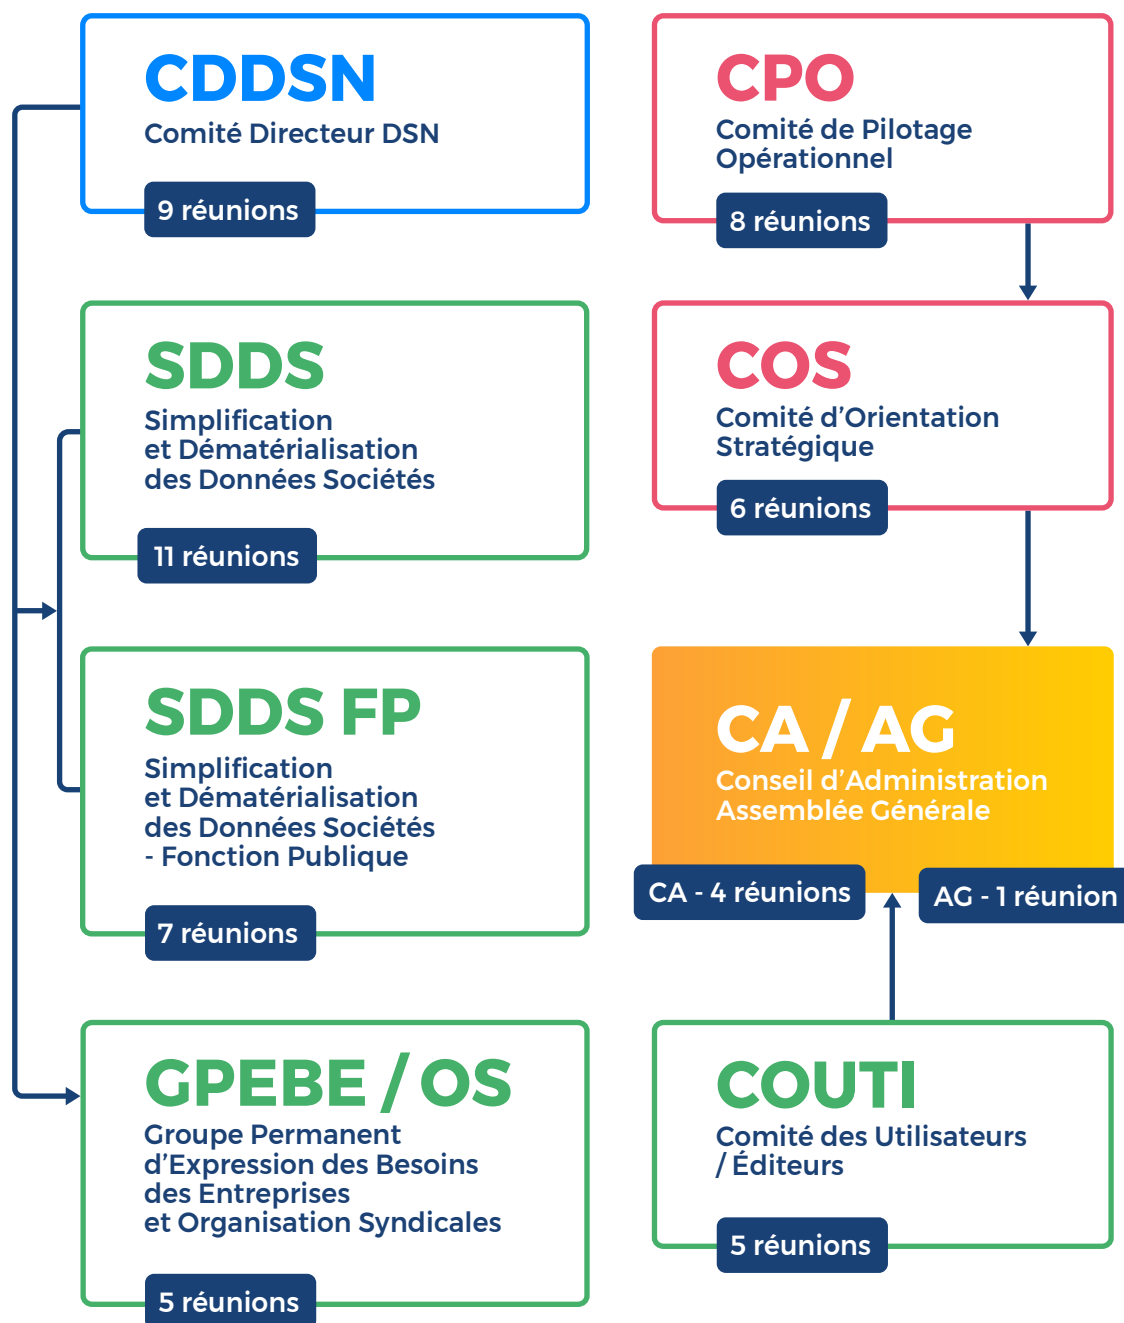 CDDSN
Comité Directeur DSN
9 réunions
SDDS
Simplification
et Dématérialisation
des Données Sociétés
11 réunions
SDDS FP
Simplification
et Dématérialisation
des Données Sociétés
- Fonction Publique
7 réunions
GPEBE / OS
Groupe Permanent
d’Expression des Besoins
des Entreprises
et Organisation Syndicales
5 réunions
CPO
Comité de Pilotage
Opérationnel
8 réunions
COS
Comité d’Orientation
Stratégique
6 réunions
CA / AG
Conseil d’Administration
Assemblée Générale
CA - 4 réunions
AG - 1 réunion
COUTI
Comité des Utilisateurs
/ Éditeurs
5 réunions